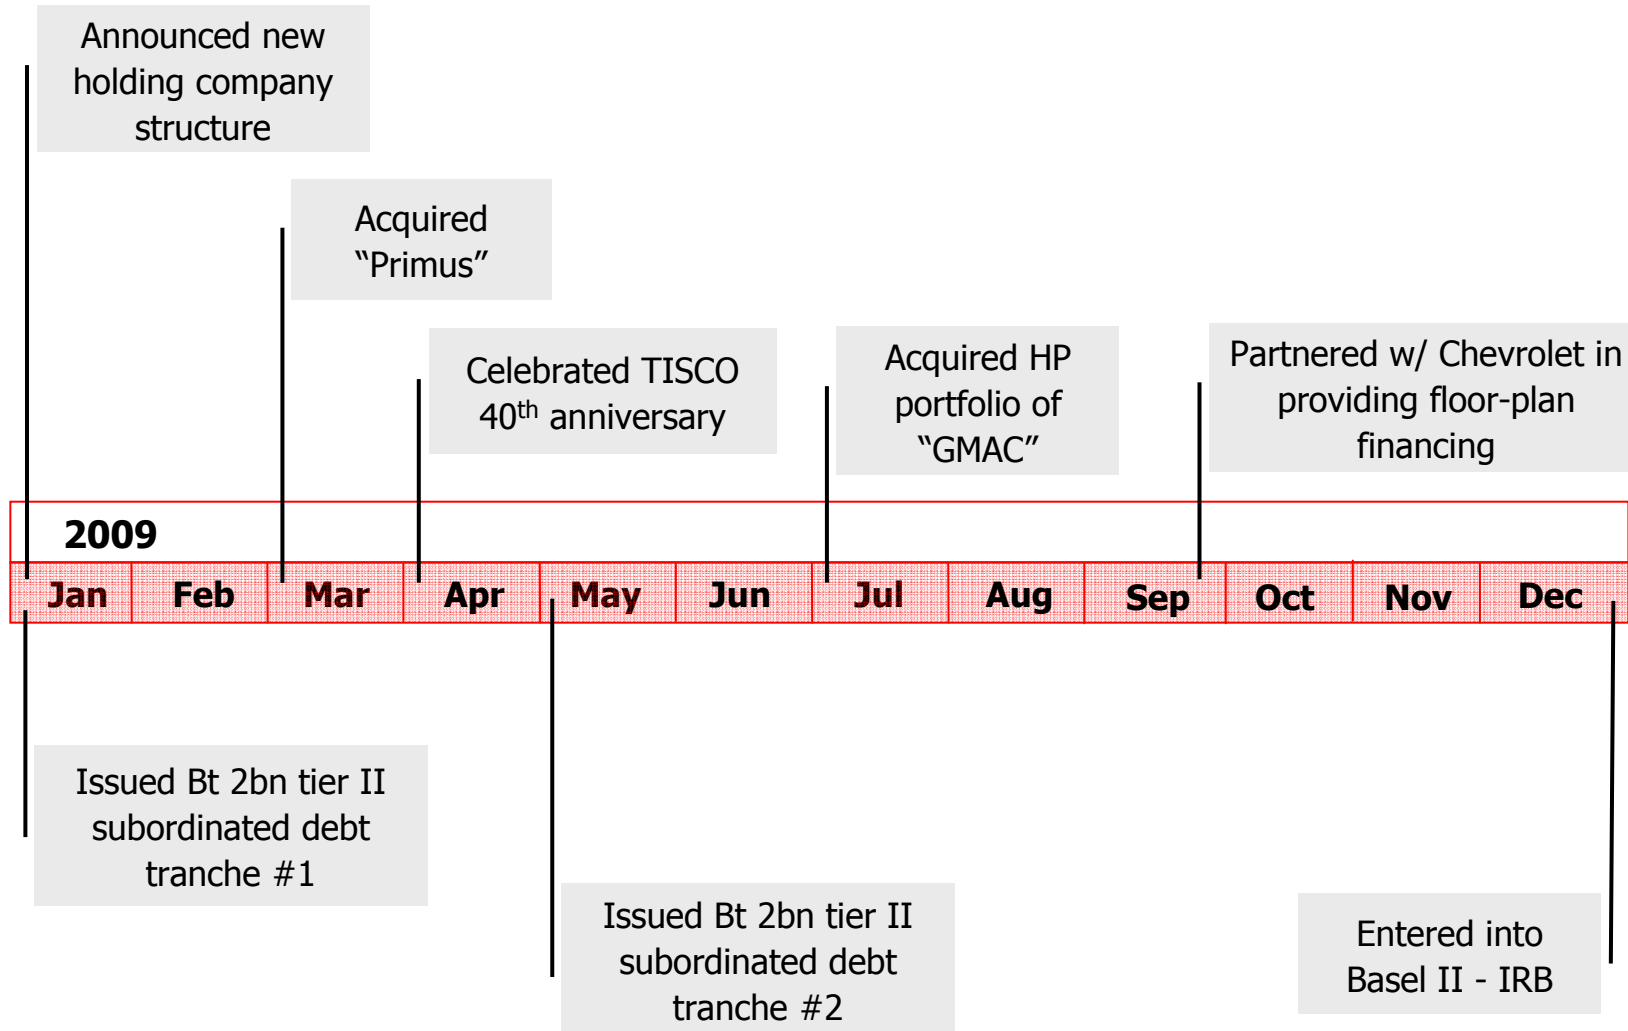 Announced new
holding company
structure
Acquired
“Primus”
Celebrated TISCO
40th anniversary
Acquired HP
portfolio of
“GMAC”
Partnered w/ Chevrolet in
providing floor-plan
financing
2009
Jan Feb Mar Apr May Jun Jul Aug Sep Oct Nov Dec
Issued Bt 2bn tier II
subordinated debt
tranche #1
Issued Bt 2bn tier II
subordinated debt
tranche #2
Entered into
Basel II - IRB